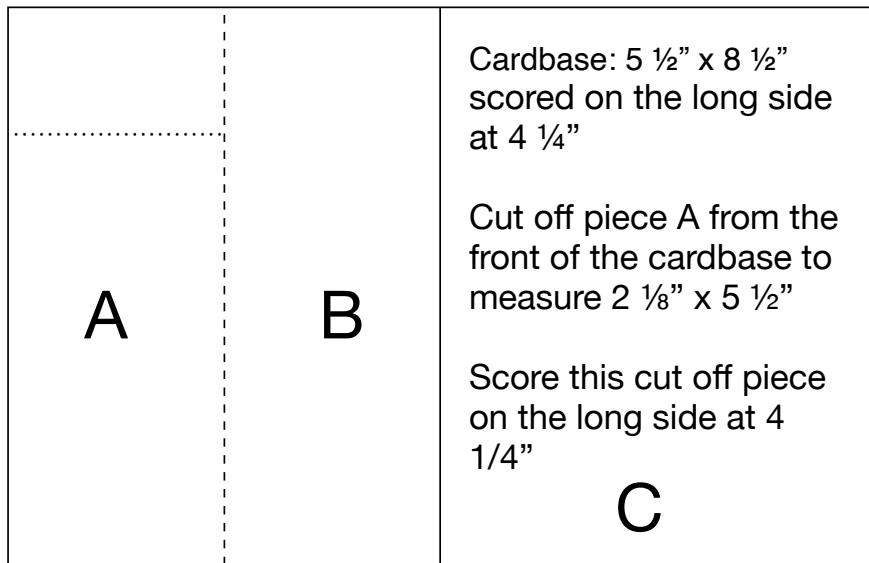 A
B
Cardbase: 5 ½” x 8 ½”
scored on the long side
at 4 ¼”
Cut off piece A from the
front of the cardbase to
measure 2 ⅛” x 5 ½”
Score this cut off piece
on the long side at 4
1/4”
C